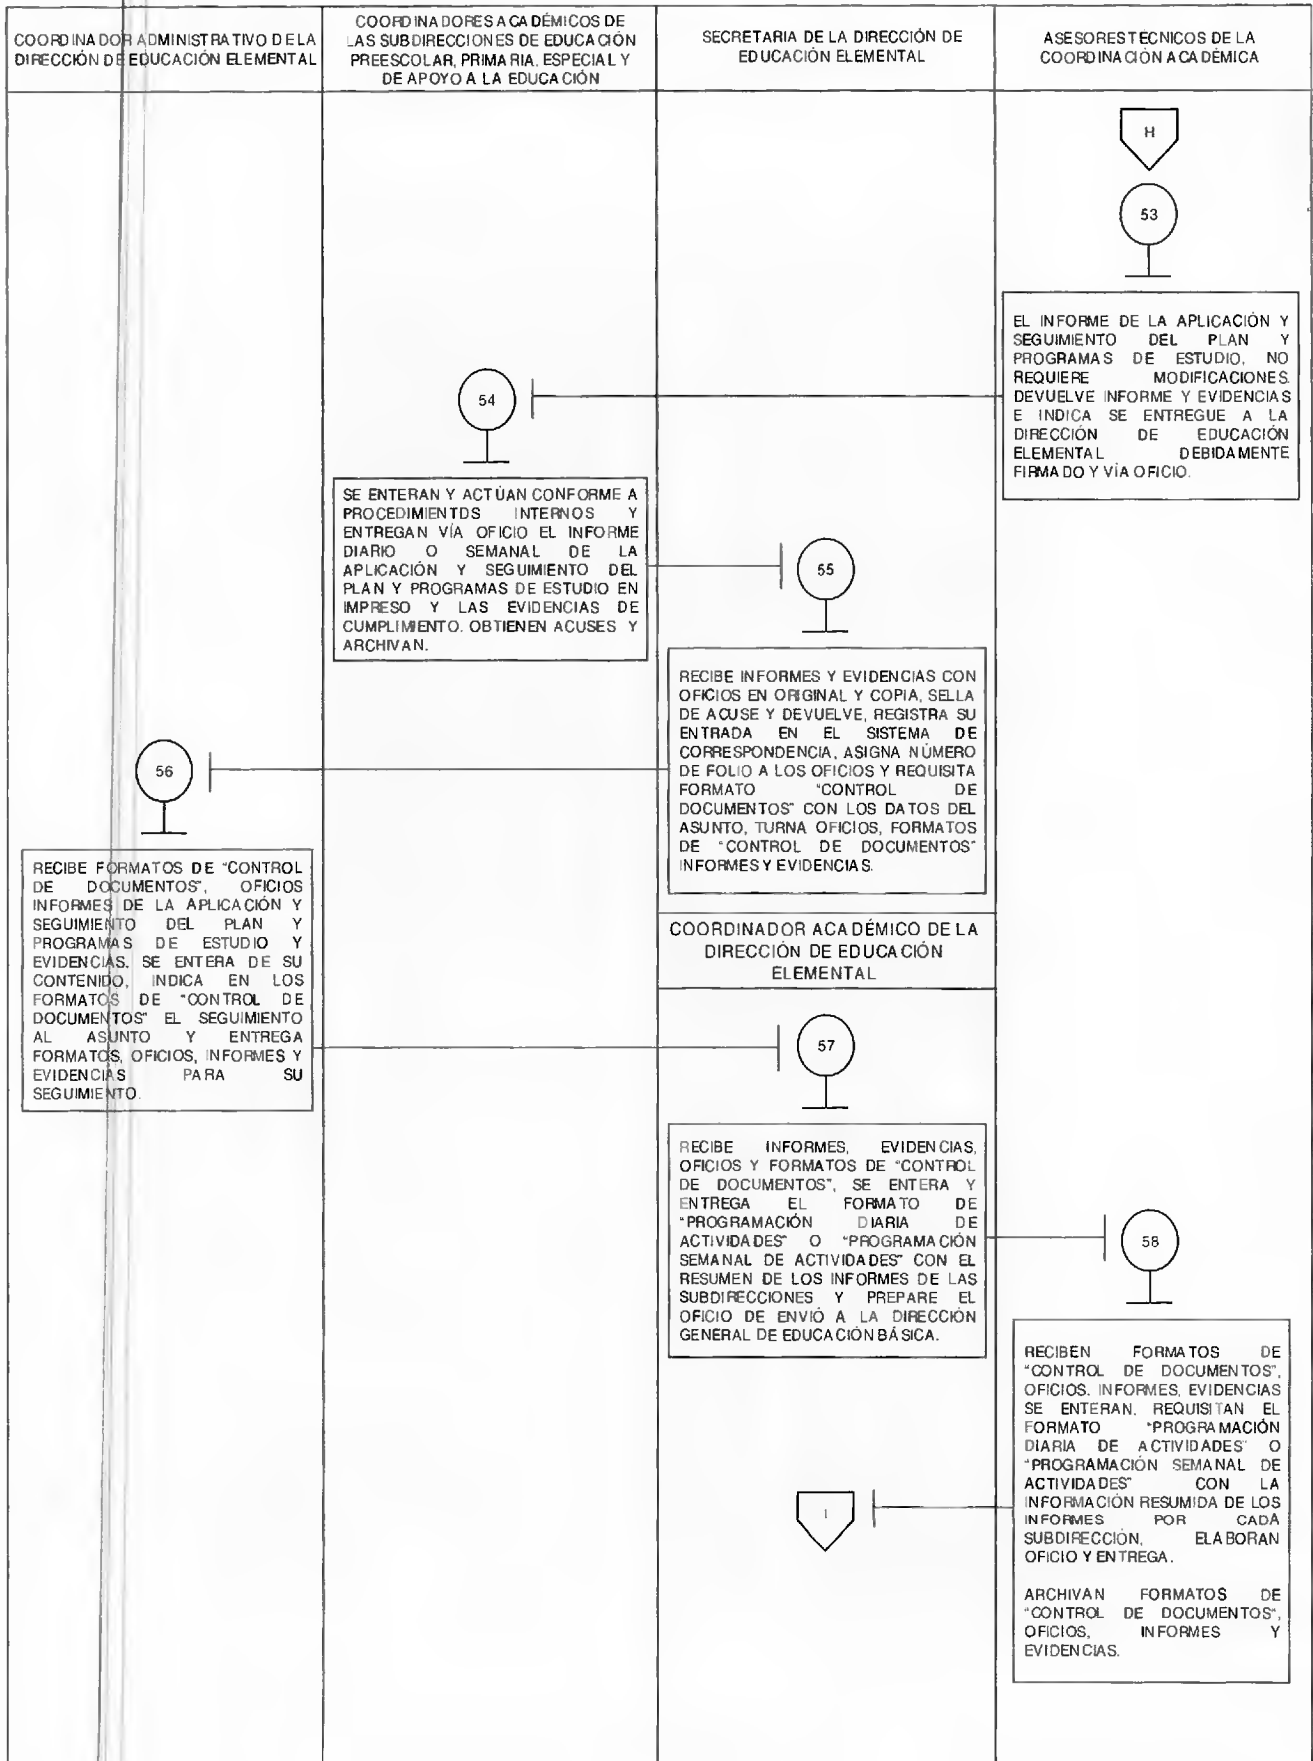 COORDINADOR ADMINISTRATIVO DE LA
DIRECCIÓN DE EDUCACIÓN ELEMENTAL
COORDINADORES ACADÉMICOS DE
LAS SUBDIRECCIONES DE EDUCACIÓN
PREESCOLAR, PRIMARIA, ESPECIAL Y
DE APOYO A LA EDUCACIÓN
SECRETARIA DE LA DIRECCIÓN DE
EDUCACIÓN ELEMENTAL
ASESORES TECNICOS DE LA
COORDINACIÓN ACADÉMICA
H
53
EL INFORME DE LA APLICACIÓN Y
SEGUIMIENTO DEL PLAN Y
PROGRAMAS DE ESTUDIO, NO
REQUIERE MODIFICACIONES.
DEVUELVE INFORME Y EVIDENCIAS
E INDICA SE ENTREGUE A LA
DIRECCIÓN DE EDUCACIÓN
ELEMENTAL DEBIDAMENTE
FIRMADO Y VÍA OFICIO.
54
SE ENTERAN Y ACTÚAN CONFORME A
PROCEDIMIENTOS INTERNOS Y
ENTREGAN VÍA OFICIO EL INFORME
DIARIO O SEMANAL DE LA
APLICACIÓN Y SEGUIMIENTO DEL
PLAN Y PROGRAMAS DE ESTUDIO EN
IMPRESO Y LAS EVIDENCIAS DE
CUMPLIMIENTO. OBTIENEN ACUSES Y
ARCHIVAN.
55
RECIBE INFORMES Y EVIDENCIAS CON
OFICIOS EN ORIGINAL Y COPIA, SELLA
DE ACUSE Y DEVUELVE, REGISTRA SU
ENTRADA EN EL SISTEMA DE
CORRESPONDENCIA, ASIGNA NÚMERO
DE FOLIO A LOS OFICIOS Y REQUISITA
FORMATO "CONTROL DE
DOCUMENTOS" CON LOS DATOS DEL
ASUNTO, TURNA OFICIOS, FORMATOS
DE "CONTROL DE DOCUMENTOS"
INFORMES Y EVIDENCIAS.
56
RECIBE FORMATOS DE "CONTROL
DE DOCUMENTOS", OFICIOS
INFORMES DE LA APLICACIÓN Y
SEGUIMIENTO DEL PLAN Y
PROGRAMAS DE ESTUDIO Y
EVIDENCIAS. SE ENTERA DE SU
CONTENIDO, INDICA EN LOS
FORMATOS DE "CONTROL DE
DOCUMENTOS" EL SEGUIMIENTO
AL ASUNTO Y ENTREGA
FORMATOS, OFICIOS, INFORMES Y
EVIDENCIAS PARA SU
SEGUIMIENTO.
COORDINADOR ACADÉMICO DE LA
DIRECCIÓN DE EDUCACIÓN
ELEMENTAL
57
RECIBE INFORMES, EVIDENCIAS,
OFICIOS Y FORMATOS DE "CONTROL
DE DOCUMENTOS", SE ENTERA Y
ENTREGA EL FORMATO DE
"PROGRAMACIÓN DIARIA DE
ACTIVIDADES" O "PROGRAMACIÓN
SEMANAL DE ACTIVIDADES" CON EL
RESUMEN DE LOS INFORMES DE LAS
SUBDIRECCIONES Y PREPARE EL
OFICIO DE ENVIÓ A LA DIRECCIÓN
GENERAL DE EDUCACIÓN BÁSICA.
58
RECIBEN FORMATOS DE
"CONTROL DE DOCUMENTOS",
OFICIOS. INFORMES, EVIDENCIAS
SE ENTERAN. REQUISITAN EL
FORMATO "PROGRAMACIÓN
DIARIA DE ACTIVIDADES" O
"PROGRAMACIÓN SEMANAL DE
ACTIVIDADES" CON LA
INFORMACIÓN RESUMIDA DE LOS
INFORMES POR CADA
SUBDIRECCIÓN, ELABORAN
OFICIO Y ENTREGA.
ARCHIVAN FORMATOS DE
"CONTROL DE DOCUMENTOS",
OFICIOS, INFORMES Y
EVIDENCIAS.
I